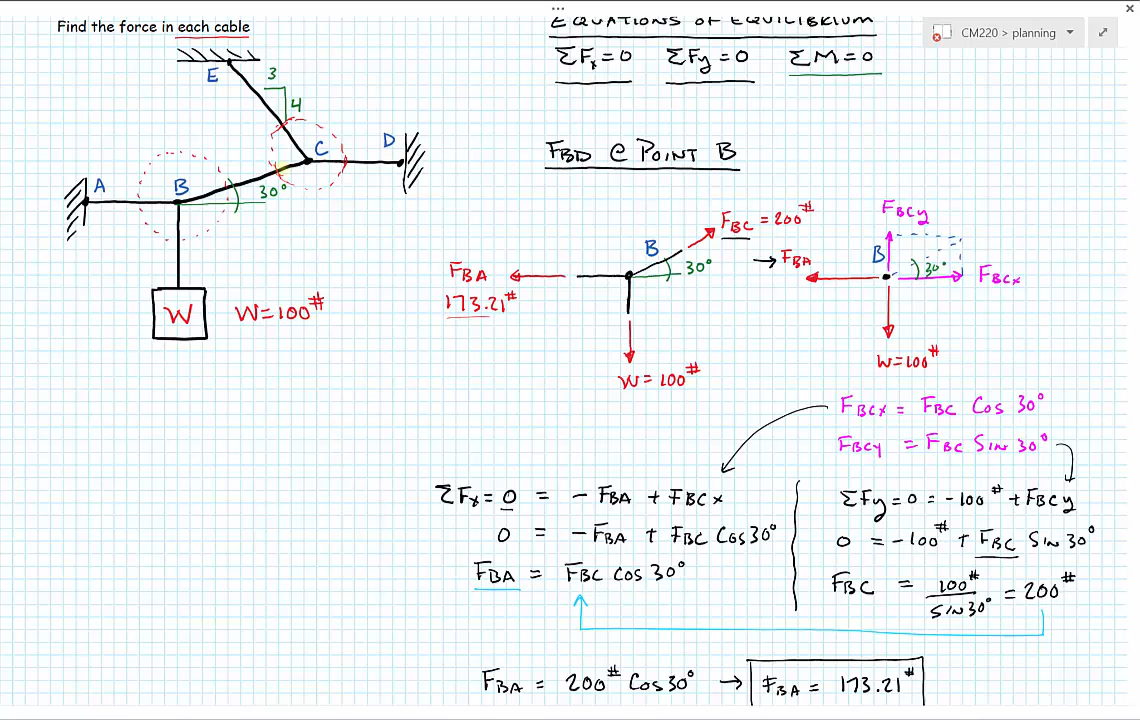 Find the force in each cable
EQUATIONS OF EQUILIBRIUM
CM220 > planning
ΣFx = 0 ΣFy = 0 ΣM = 0
E
3
4
C
D
A
B
30°
W
W = 100#
FBD @ POINT B
FBC = 200#
B
30°
FBA
173.21#
W = 100#
FBCy
→ FBA
B
30°
FBCx
W = 100#
FBCx = FBC Cos 30°
FBCy = FBC Sin 30°
ΣFx = 0 = - FBA + FBCx
0 = - FBA + FBC Cos 30°
FBA = FBC cos 30°
ΣFy = 0 = -100# + FBCy
0 = -100# + FBC Sin 30°
FBC = 100# / Sin 30° = 200#
FBA = 200# Cos 30° → FBA = 173.21#